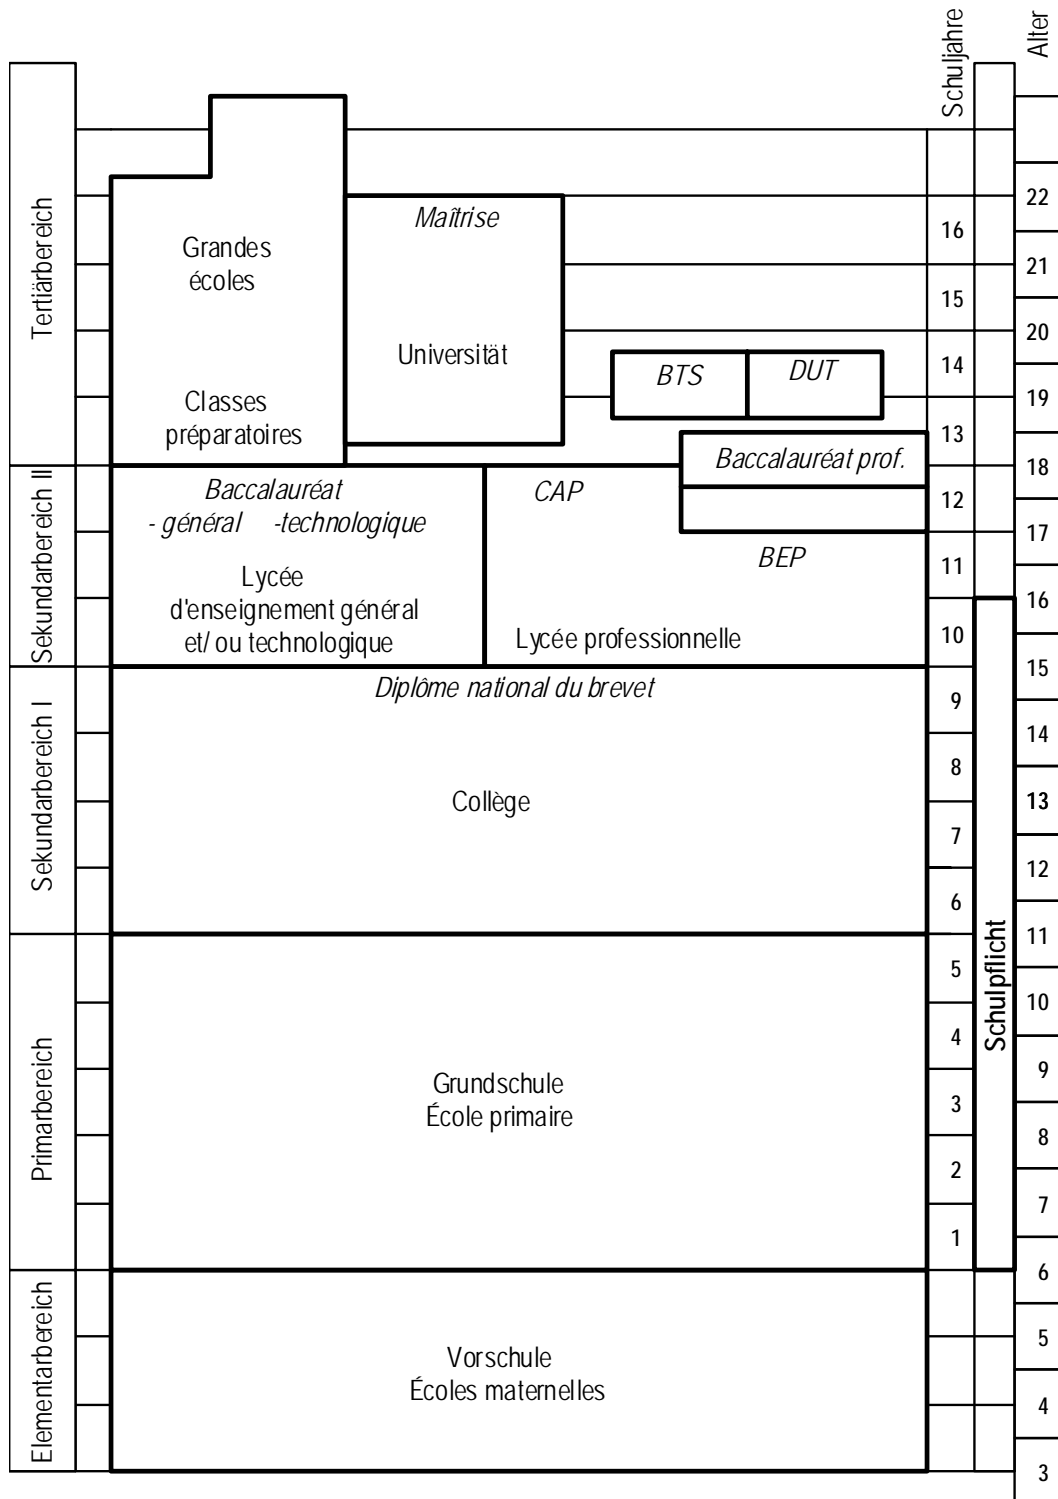 Schuljahre
Alter
Tertiärbereich
Grandes
écoles
Classes
préparatoires
Maîtrise
Universität
BTS
DUT
Baccalauréat prof.
Sekundarbereich II
Baccalauréat
- général -technologique
Lycée
d'enseignement général
et/ ou technologique
CAP
BEP
Lycée professionnelle
Sekundarbereich I
Diplôme national du brevet
Collège
Primarbereich
Grundschule
École primaire
Elementarbereich
Vorschule
Écoles maternelles
16
15
14
13
12
11
10
9
8
7
6
5
4
3
2
1
Schulpflicht
22
21
20
19
18
17
16
15
14
13
12
11
10
9
8
7
6
5
4
3